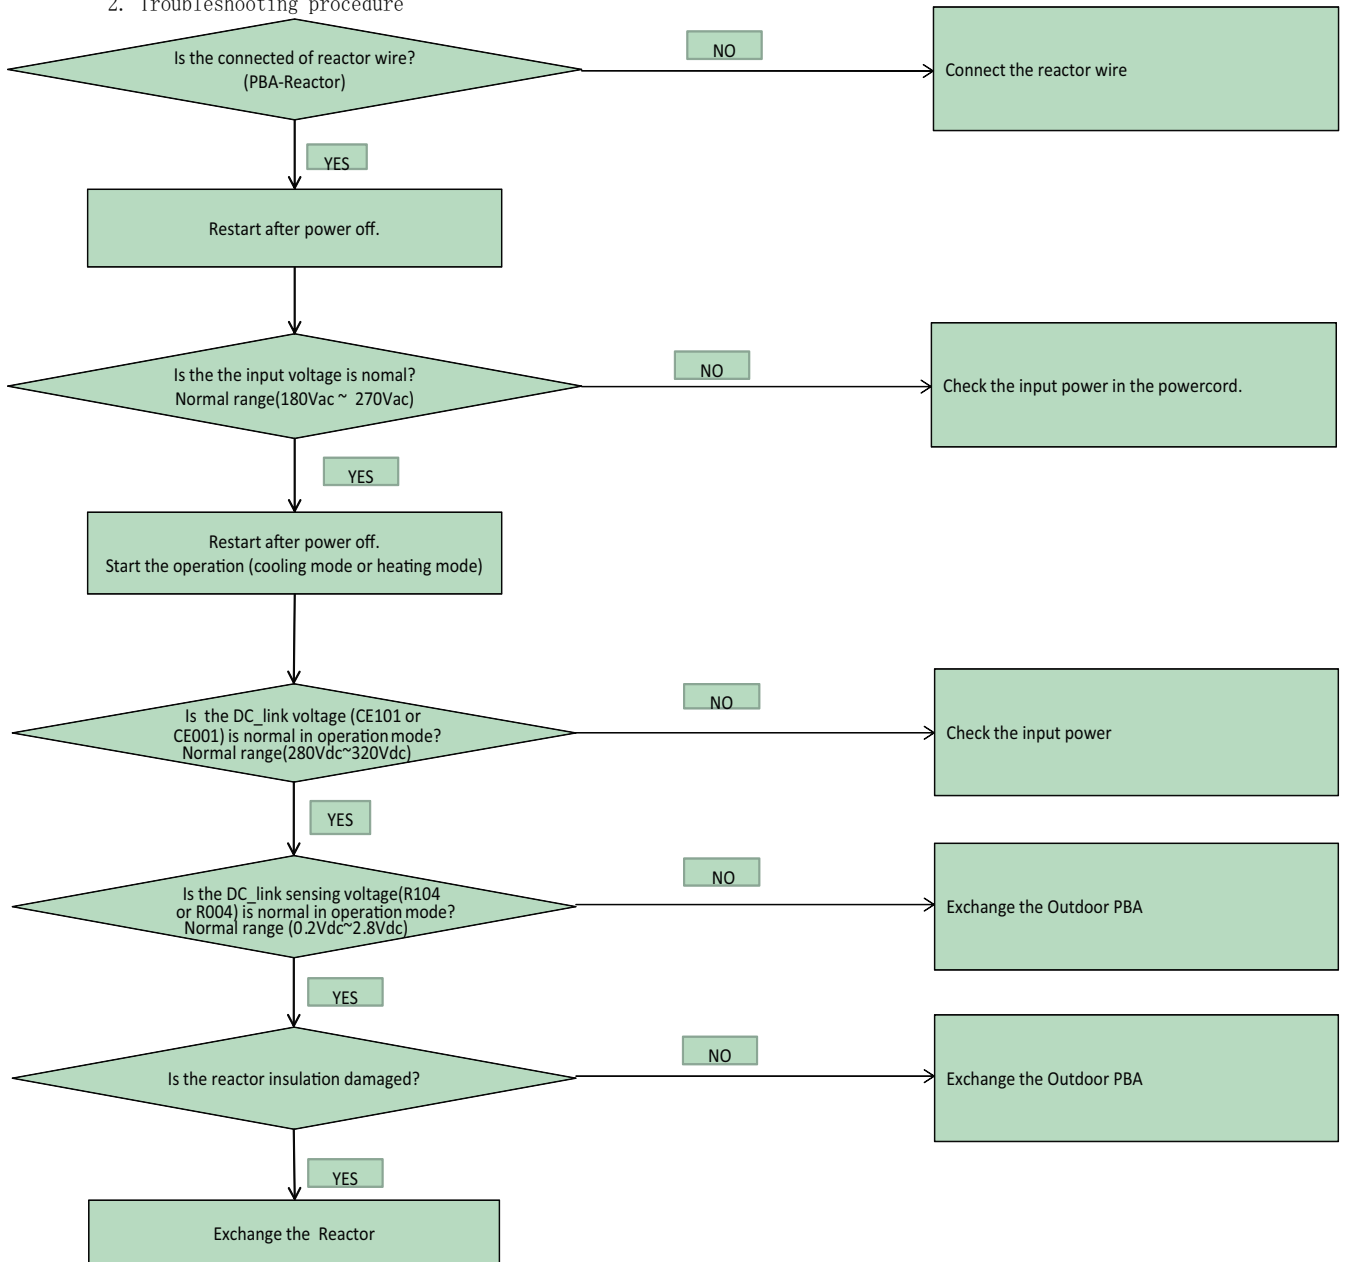 2. Troubleshooting procedure
Is the connected of reactor wire?
(PBA-Reactor)
NO
Connect the reactor wire
YES
Restart after power off.
Is the the input voltage is nomal?
Normal range(180Vac ~ 270Vac)
NO
Check the input power in the powercord.
YES
Restart after power off.
Start the operation (cooling mode or heating mode)
Is the DC_link voltage (CE101 or
CE001) is normal in operation mode?
Normal range(280Vdc~320Vdc)
NO
Check the input power
YES
Is the DC_link sensing voltage(R104
or R004) is normal in operation mode?
Normal range (0.2Vdc~2.8Vdc)
NO
Exchange the Outdoor PBA
YES
Is the reactor insulation damaged?
NO
Exchange the Outdoor PBA
YES
Exchange the Reactor